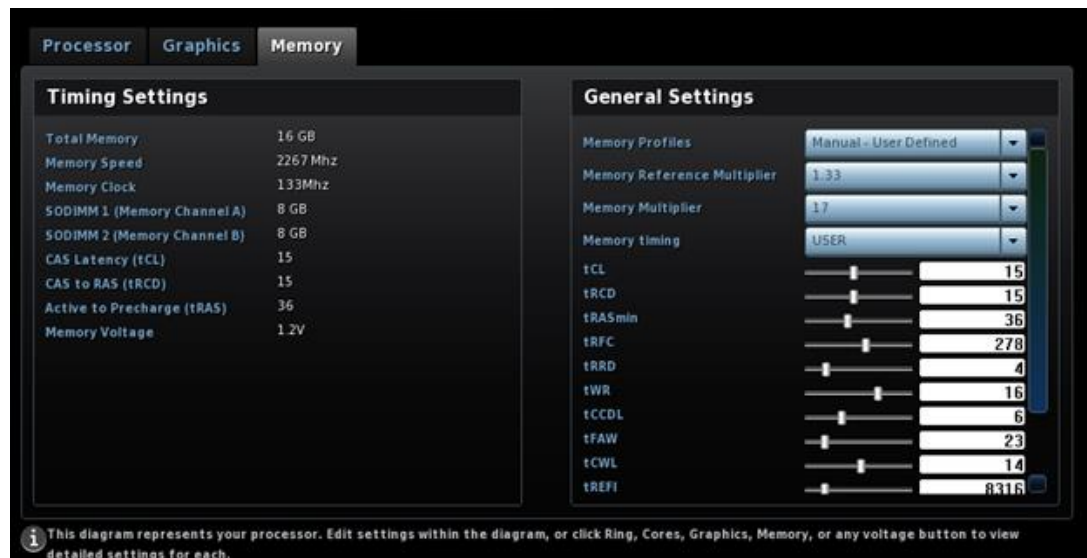 Processor Graphics Memory
Timing Settings
Total Memory 16 GB
Memory Speed 2267 Mhz
Memory Clock 133Mhz
SODIMM 1 (Memory Channel A) 8 GB
SODIMM 2 (Memory Channel B) 8 GB
CAS Latency (tCL) 15
CAS to RAS (tRCD) 15
Active to Precharge (tRAS) 36
Memory Voltage 1.2V
General Settings
Memory Profiles Manual - User Defined
Memory Reference Multiplier 1.33
Memory Multiplier 17
Memory timing USER
tCL 15
tRCD 15
tRASmin 36
tRFC 278
tRRD 4
tWR 16
tCCDL 6
tFAW 23
tCWL 14
tREFI 8316
This diagram represents your processor. Edit settings within the diagram, or click Ring, Cores, Graphics, Memory, or any voltage button to view
detailed settings for each.